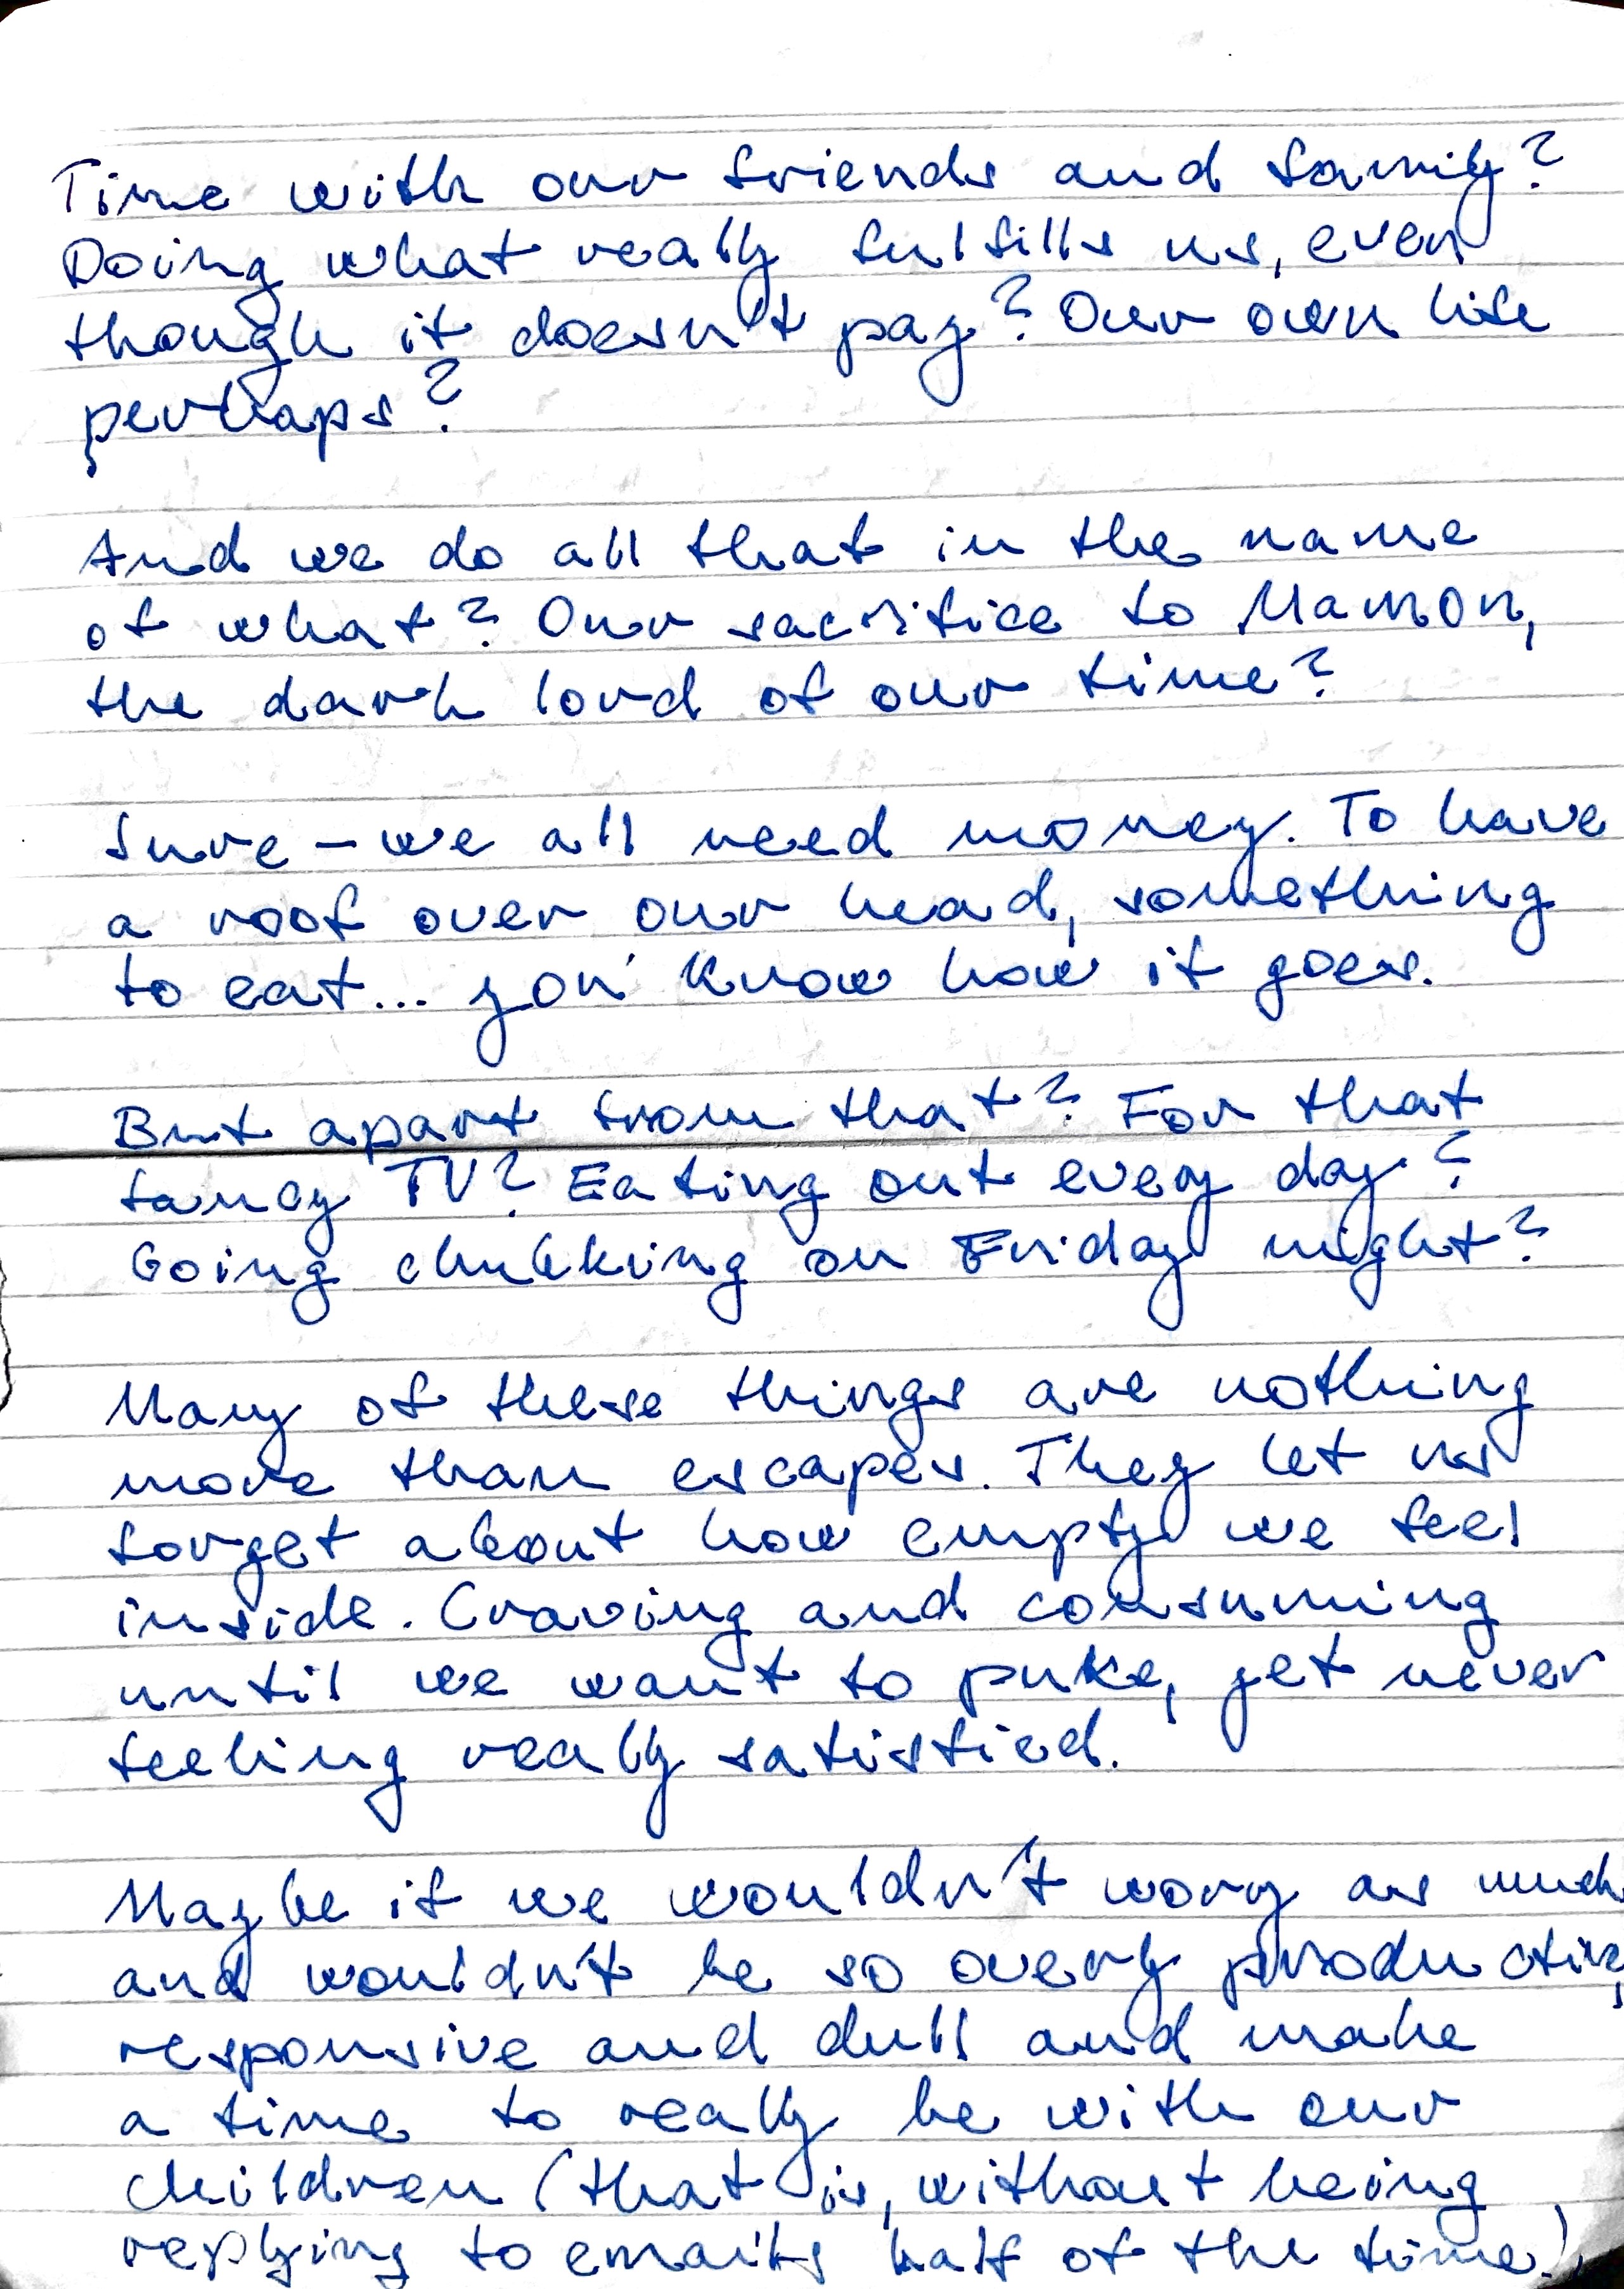 Time with our friends and family?
Doing what really fulfills us, even
though it doesn't pay? Our own life
perhaps?
And we do all that in the name
of what? Our sacrifice to Mamon,
the dark lord of our time?
Sure – we all need money. To have
a roof over our head, something
to eat... you know how it goes.
But apart from that? For that
fancy TV? Eating out every day?
Going clubbing on Friday night?
Many of these things are nothing
more than escapes. They let us
forget about how empty we feel
inside. Craving and consuming
until we want to puke, yet never
feeling really satisfied.
Maybe if we wouldn't worry as much
and wouldn't be so overly productive,
responsive and dull and make
a time to really be with our
children (that is, without being
replying to emails half of the time!)